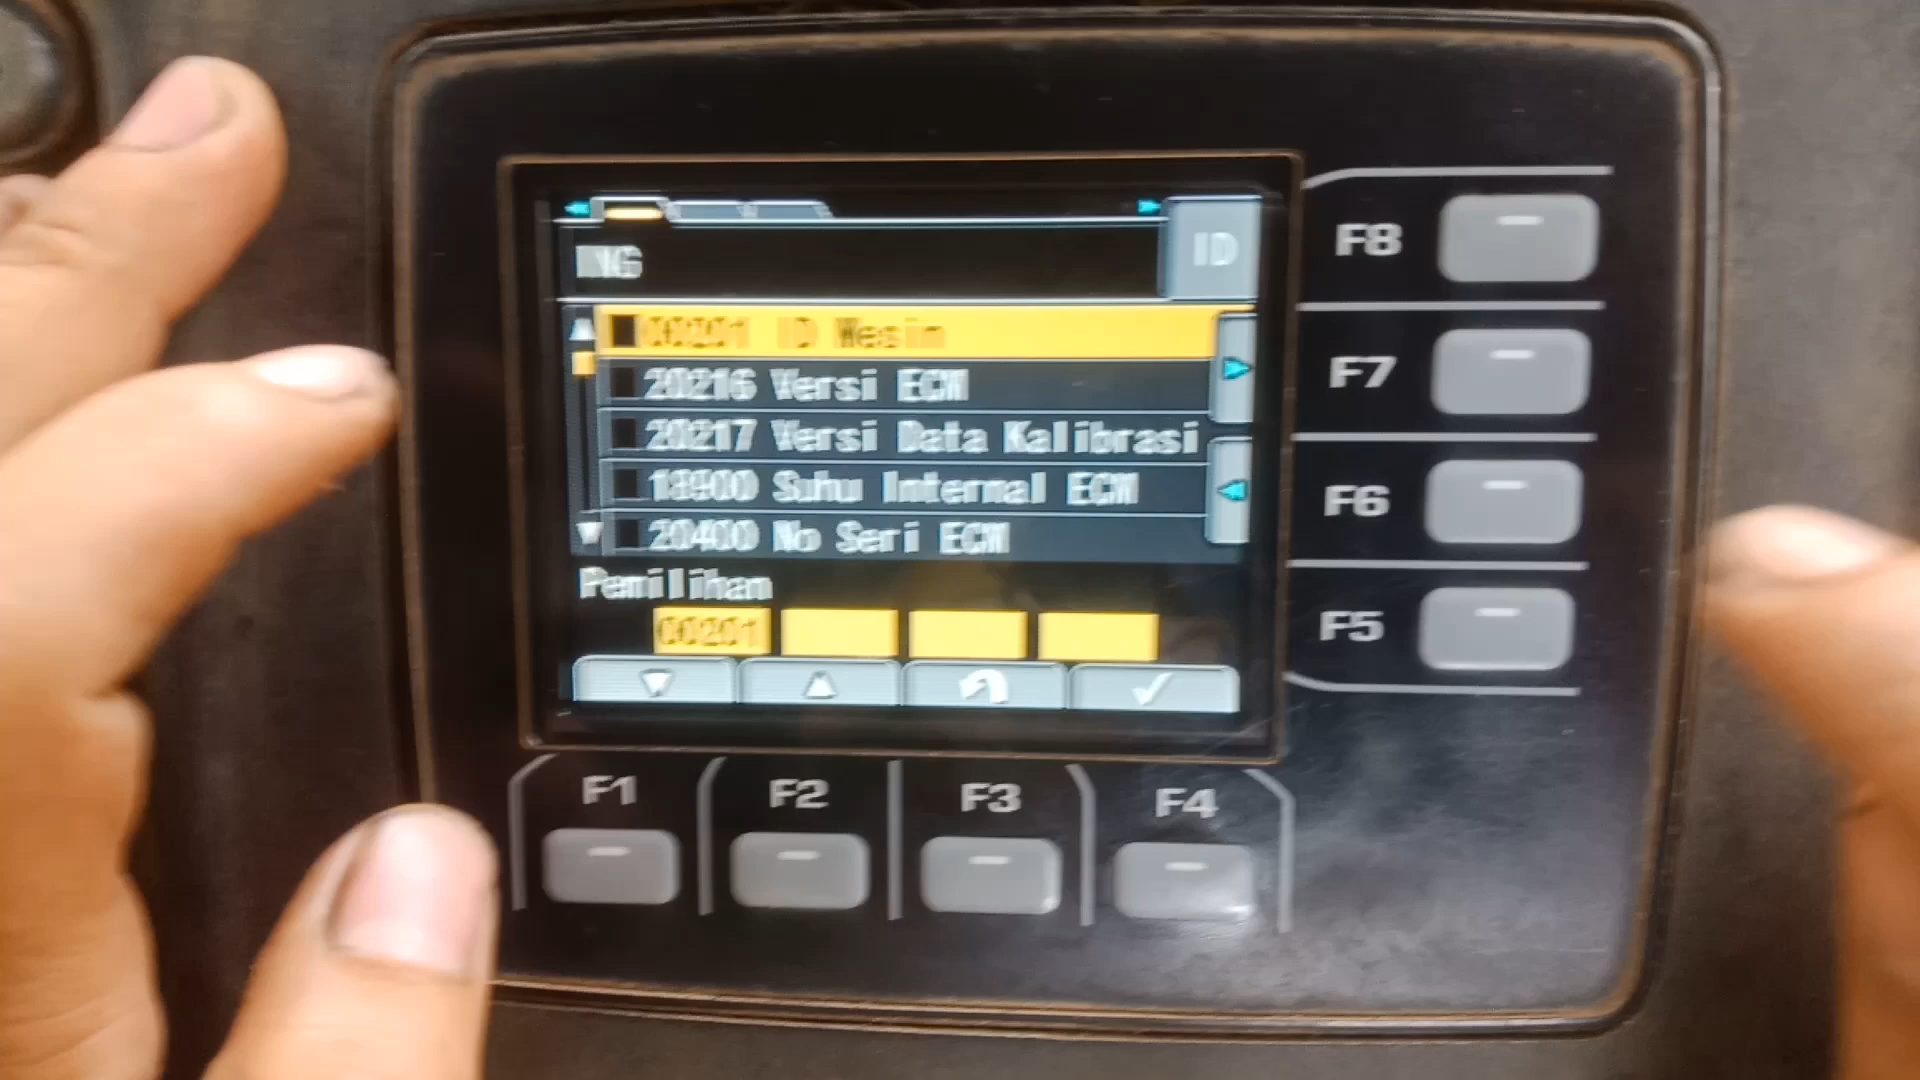 ENG
ID
00201 ID Mesin
20216 Versi ECM
20217 Versi Data Kalibrasi
18900 Suhu Internal ECM
20400 No Seri ECM
Pemilihan
00201
F8
F7
F6
F5
F1 F2 F3 F4